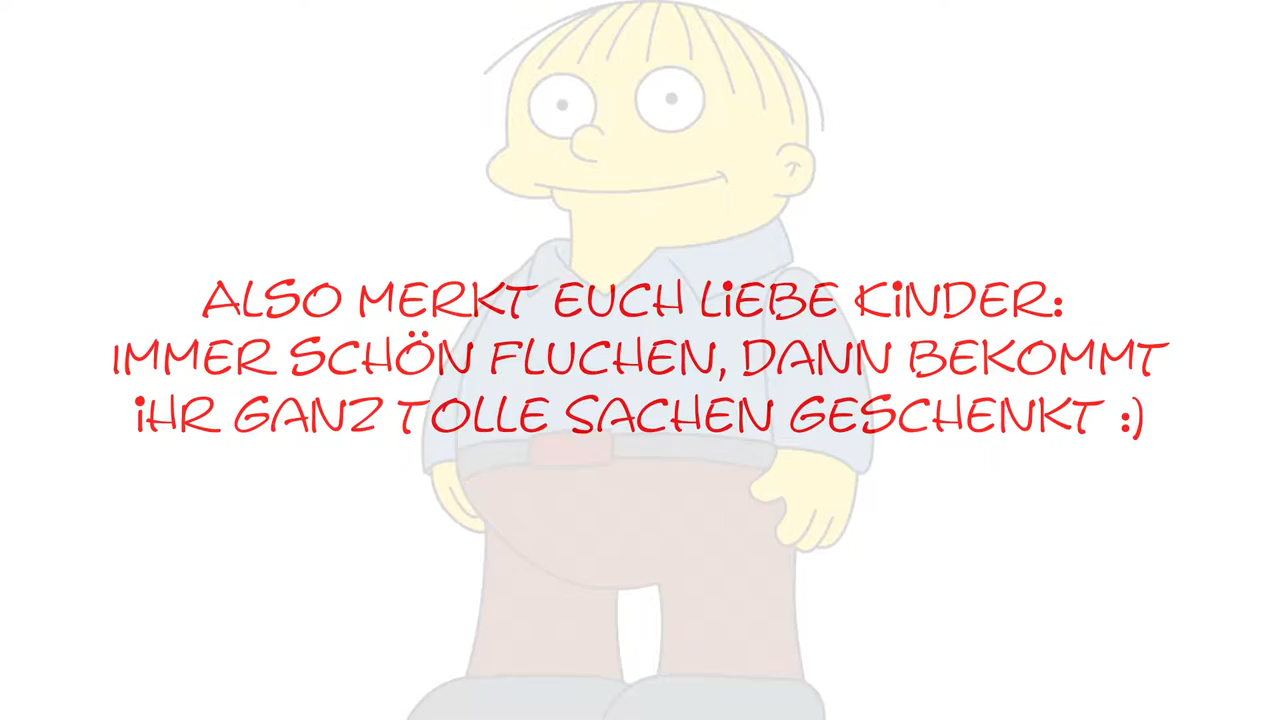 ALSO MERKT EUCH LIEBE KINDER:
IMMER SCHÖN FLUCHEN, DANN BEKOMMT
IHR GANZ TOLLE SACHEN GESCHENKT :)